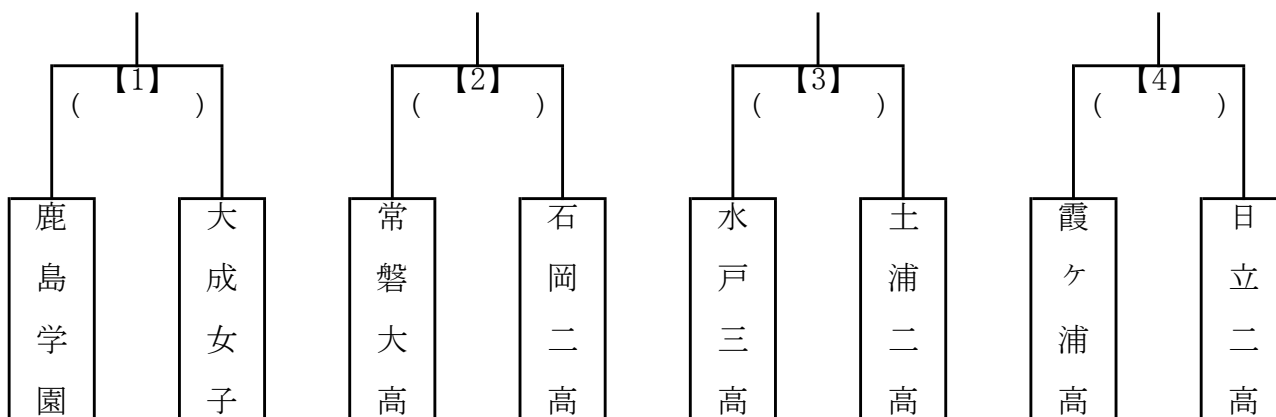 【1】
(        )
【2】
(        )
【3】
(        )
【4】
(        )
鹿島学園
大成女子
常磐大高
石岡二高
水戸三高
土浦二高
霞ケ浦高
日立二高